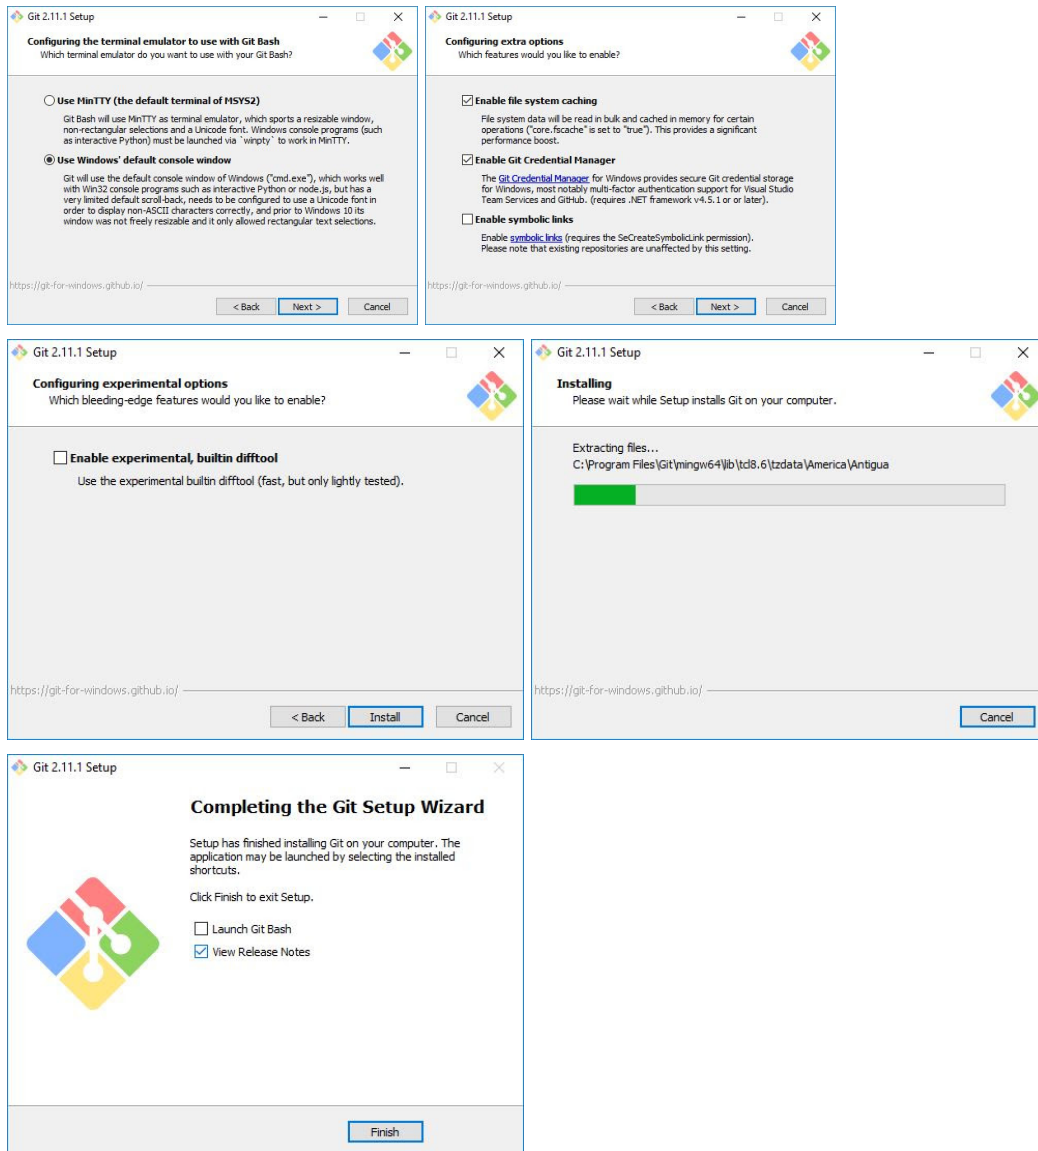 Git 2.11.1 Setup
Configuring the terminal emulator to use with Git Bash
Which terminal emulator do you want to use with your Git Bash?
Use MinTTY (the default terminal of MSYS2)
Git Bash will use MinTTY as terminal emulator, which sports a resizable window,
non-rectangular selections and a Unicode font. Windows console programs (such
as interactive Python) must be launched via `winpty` to work in MinTTY.
Use Windows' default console window
Git will use the default console window of Windows ("cmd.exe"), which works well
with Win32 console programs such as interactive Python or node.js, but has a
very limited default scroll-back, needs to be configured to use a Unicode font in
order to display non-ASCII characters correctly, and prior to Windows 10 its
window was not freely resizable and it only allowed rectangular text selections.
https://git-for-windows.github.io/
< Back Next > Cancel
Git 2.11.1 Setup
Configuring extra options
Which features would you like to enable?
Enable file system caching
File system data will be read in bulk and cached in memory for certain
operations ("core.fscache" is set to "true"). This provides a significant
performance boost.
Enable Git Credential Manager
The Git Credential Manager for Windows provides secure Git credential storage
for Windows, most notably multi-factor authentication support for Visual Studio
Team Services and GitHub. (requires .NET framework v4.5.1 or or later).
Enable symbolic links
Enable symbolic links (requires the SeCreateSymbolicLink permission).
Please note that existing repositories are unaffected by this setting.
https://git-for-windows.github.io/
< Back Next > Cancel
Git 2.11.1 Setup
Configuring experimental options
Which bleeding-edge features would you like to enable?
Enable experimental, builtin difftool
Use the experimental builtin difftool (fast, but only lightly tested).
https://git-for-windows.github.io/
< Back Install Cancel
Git 2.11.1 Setup
Installing
Please wait while Setup installs Git on your computer.
Extracting files...
C:\Program Files\Git\mingw64\lib\tcl8.6\tzdata\America\Antigua
https://git-for-windows.github.io/
Cancel
Git 2.11.1 Setup
Completing the Git Setup Wizard
Setup has finished installing Git on your computer. The
application may be launched by selecting the installed
shortcuts.
Click Finish to exit Setup.
Launch Git Bash
View Release Notes
Finish